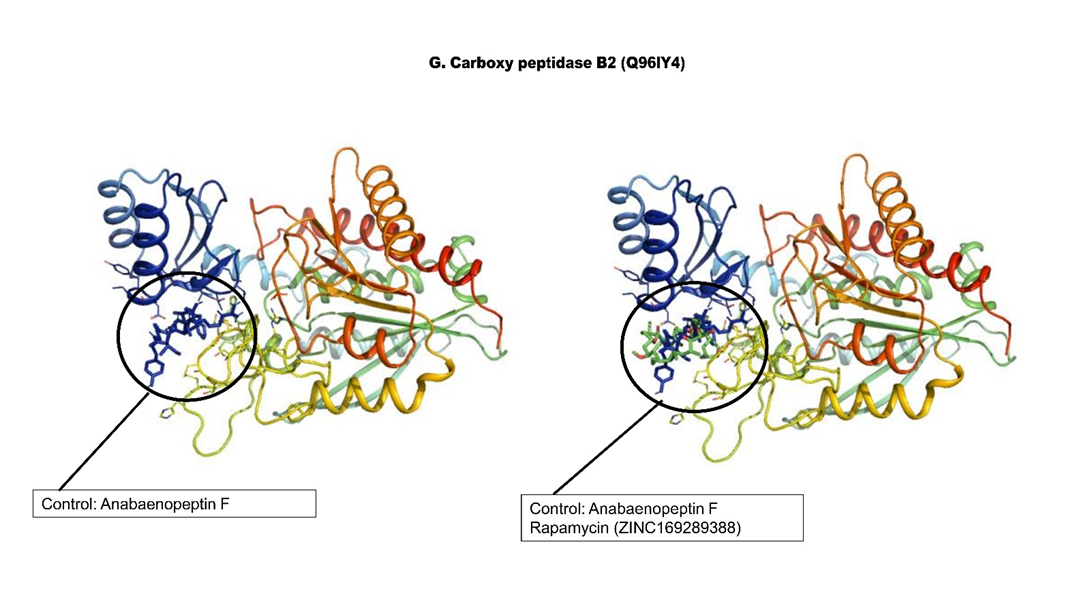 G. Carboxy peptidase B2 (Q96IY4)
Control: Anabaenopeptin F
Control: Anabaenopeptin F
Rapamycin (ZINC169289388)